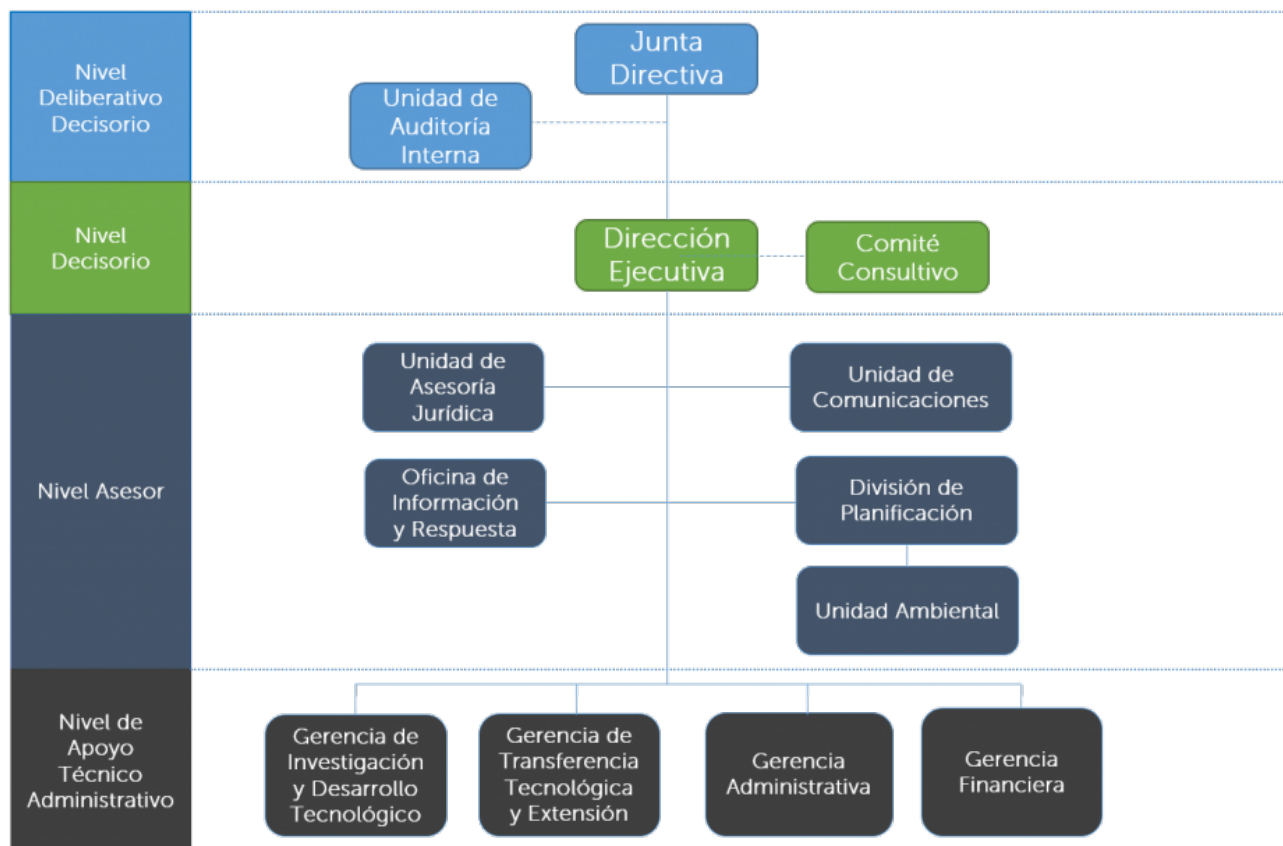 Nivel
Deliberativo
Decisorio
Junta
Directiva
Unidad de
Auditoría
Interna
Nivel
Decisorio
Dirección
Ejecutiva
Comité
Consultivo
Nivel Asesor
Unidad de
Asesoría
Jurídica
Unidad de
Comunicaciones
Oficina de
Información
y Respuesta
División de
Planificación
Unidad Ambiental
Nivel de
Apoyo
Técnico
Administrativo
Gerencia de
Investigación
y Desarrollo
Tecnológico
Gerencia de
Transferencia
Tecnológica
y Extensión
Gerencia
Administrativa
Gerencia
Financiera